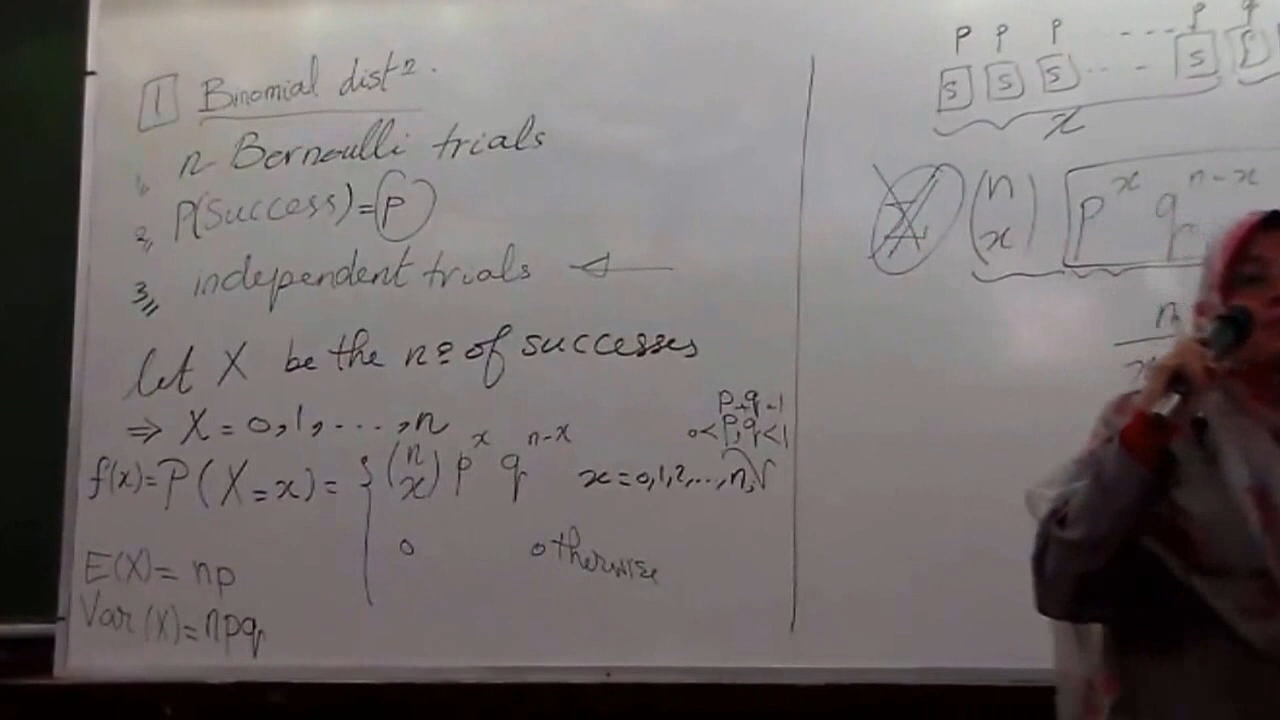 1 Binomial distⁿ.
1, n Bernoulli trials
2, P(Success)=p
3, independent trials ←
let X be the nº of successes
⇒ X = 0,1,...,n
p+q=1
0<p,q<1
f(x)=P(X=x)= { (n x) p^x q^(n-x) x=0,1,2,...,n,
0 otherwise
E(X)= np
Var(X)=npq
p p p ---- p q
S S S ... - S
x
(n x) p^x q^(n-x)
n